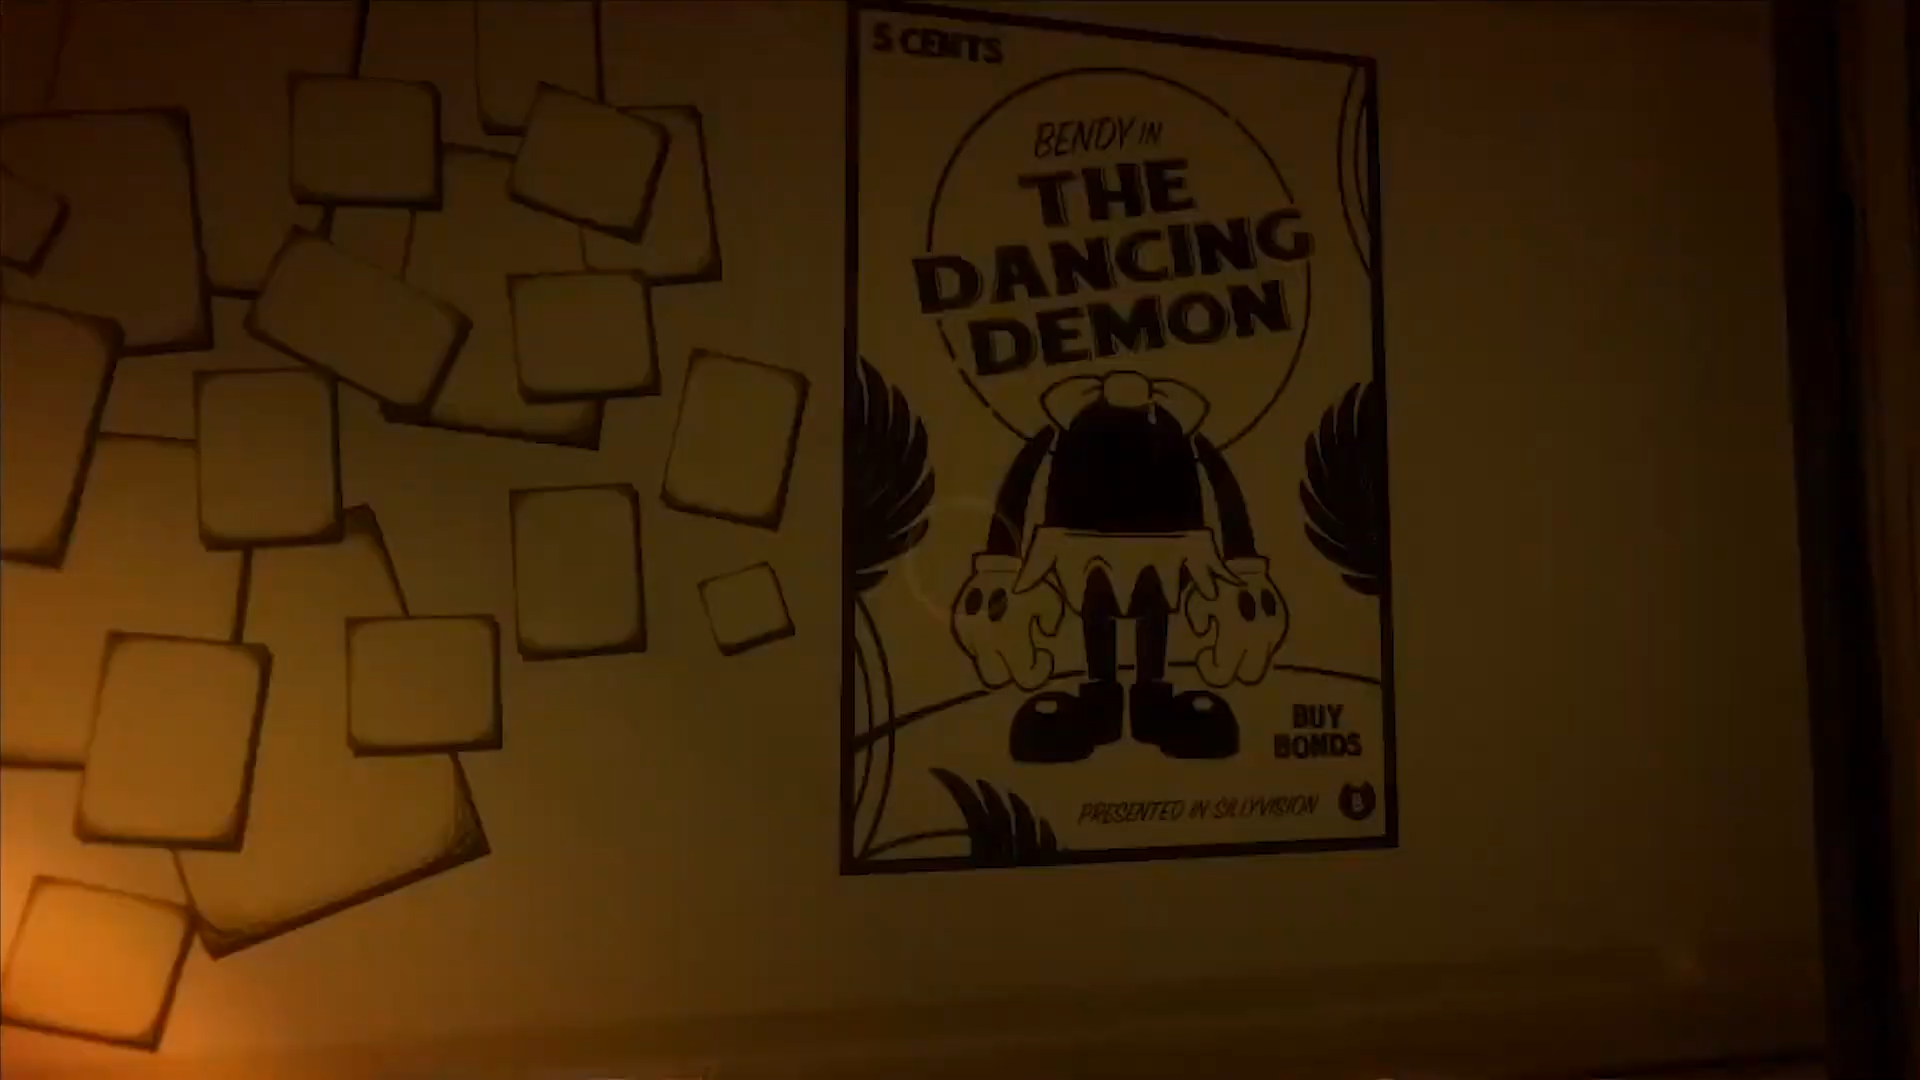 5 CENTS
BENDY IN
THE
DANCING
DEMON
BUY
BONDS
PRESENTED IN SILLYVISION
B